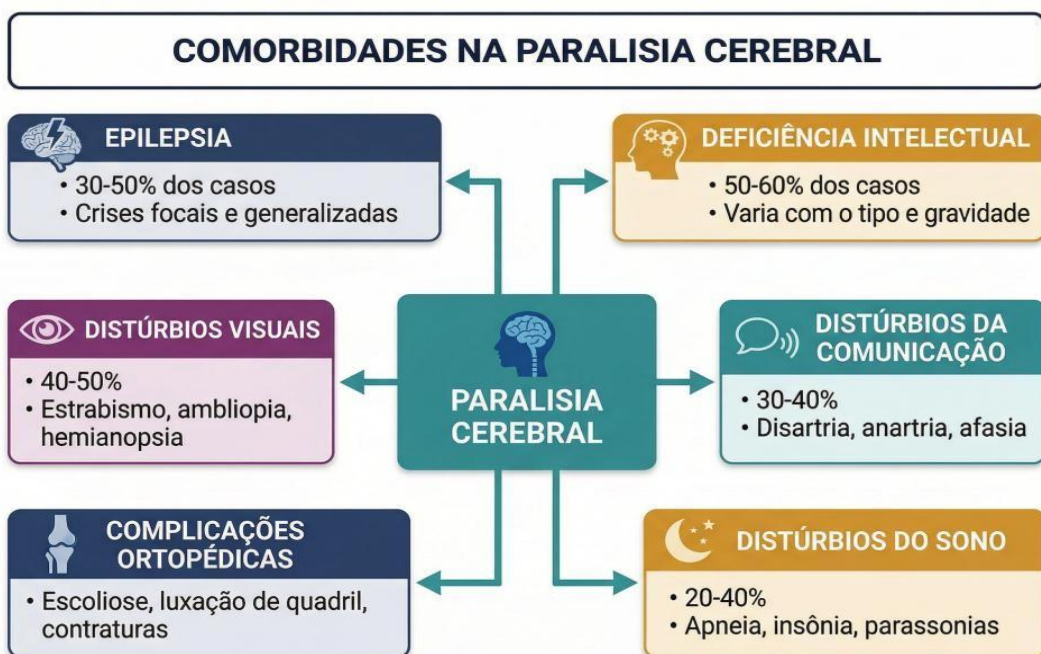 COMORBIDADES NA PARALISIA CEREBRAL
EPILEPSIA
• 30-50% dos casos
• Crises focais e generalizadas
DEFICIÊNCIA INTELECTUAL
• 50-60% dos casos
• Varia com o tipo e gravidade
DISTÚRBIOS VISUAIS
• 40-50%
• Estrabismo, ambliopia,
hemianopsia
PARALISIA
CEREBRAL
DISTÚRBIOS DA
COMUNICAÇÃO
• 30-40%
• Disartria, anartria, afasia
COMPLICAÇÕES
ORTOPÉDICAS
• Escoliose, luxação de quadril,
contraturas
DISTÚRBIOS DO SONO
• 20-40%
• Apneia, insônia, parassonias